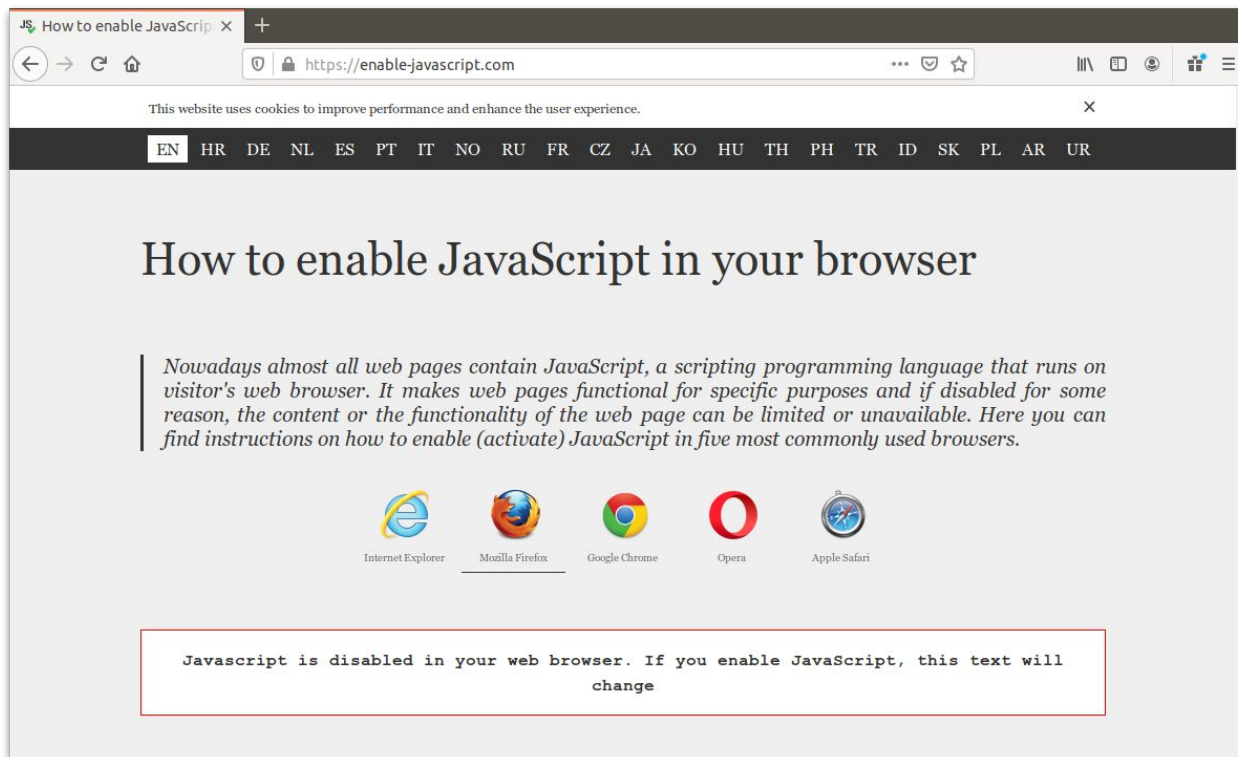 How to enable JavaScrip
https://enable-javascript.com
This website uses cookies to improve performance and enhance the user experience.
EN HR DE NL ES PT IT NO RU FR CZ JA KO HU TH PH TR ID SK PL AR UR
How to enable JavaScript in your browser
Nowadays almost all web pages contain JavaScript, a scripting programming language that runs on
visitor's web browser. It makes web pages functional for specific purposes and if disabled for some
reason, the content or the functionality of the web page can be limited or unavailable. Here you can
find instructions on how to enable (activate) JavaScript in five most commonly used browsers.
Internet Explorer Mozilla Firefox Google Chrome Opera Apple Safari
Javascript is disabled in your web browser. If you enable JavaScript, this text will
change